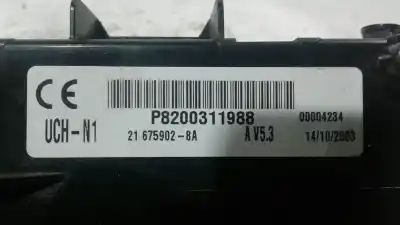 CE
P8200311988 00004234
UCH-N1 21 675902-8A A V5.3 14/10/2003